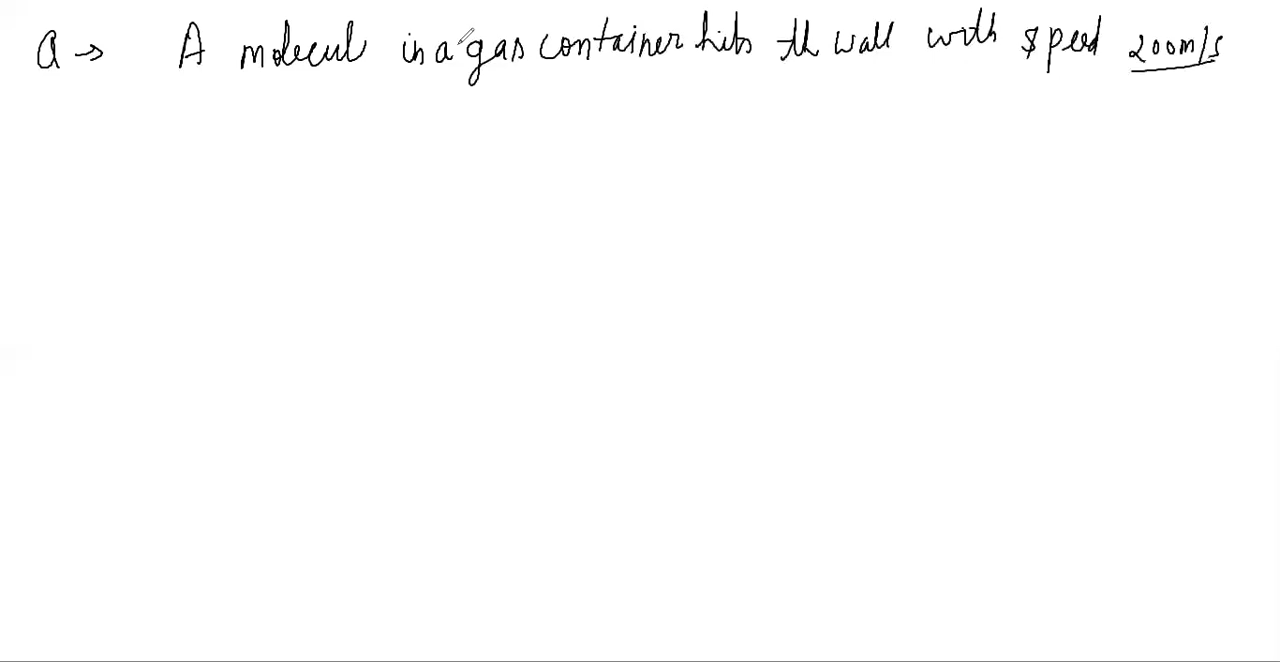 Q → A molecul in a gas container hits th wall with speed 200m/s